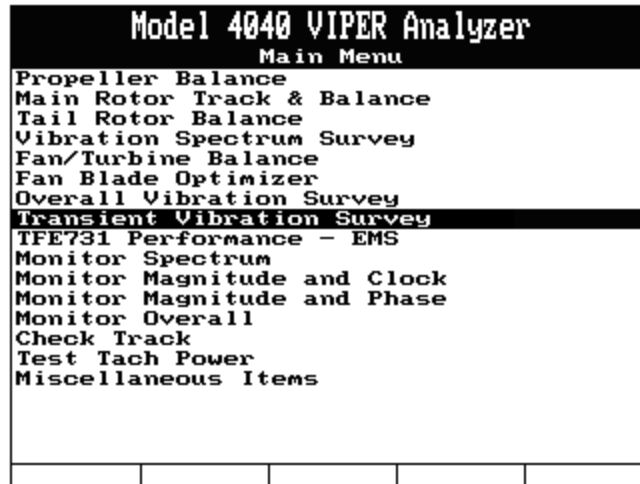 Model 4040 VIPER Analyzer
Main Menu
Propeller Balance
Main Rotor Track & Balance
Tail Rotor Balance
Vibration Spectrum Survey
Fan/Turbine Balance
Fan Blade Optimizer
Overall Vibration Survey
Transient Vibration Survey
TFE731 Performance - EMS
Monitor Spectrum
Monitor Magnitude and Clock
Monitor Magnitude and Phase
Monitor Overall
Check Track
Test Tach Power
Miscellaneous Items